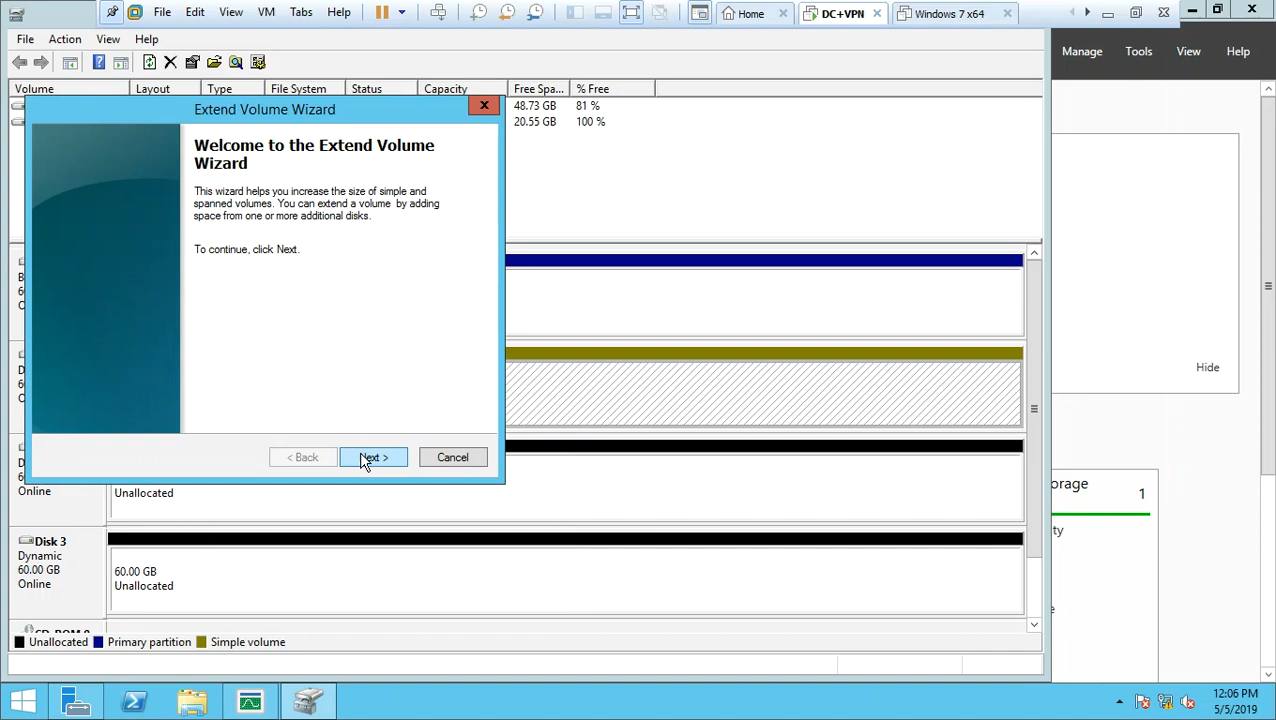 File Edit View VM Tabs Help Home DC+VPN Windows 7 x64
File Action View Help
Manage Tools View Help
Volume Layout Type File System Status Capacity Free Spa... % Free
48.73 GB 81 %
20.55 GB 100 %
Extend Volume Wizard
Welcome to the Extend Volume
Wizard
This wizard helps you increase the size of simple and
spanned volumes. You can extend a volume by adding
space from one or more additional disks.
To continue, click Next.
< Back Next > Cancel
Hide
Unallocated
Online
Disk 3
Dynamic
60.00 GB
Online
60.00 GB
Unallocated
Unallocated Primary partition Simple volume
orage 1
ty
12:06 PM
5/5/2019